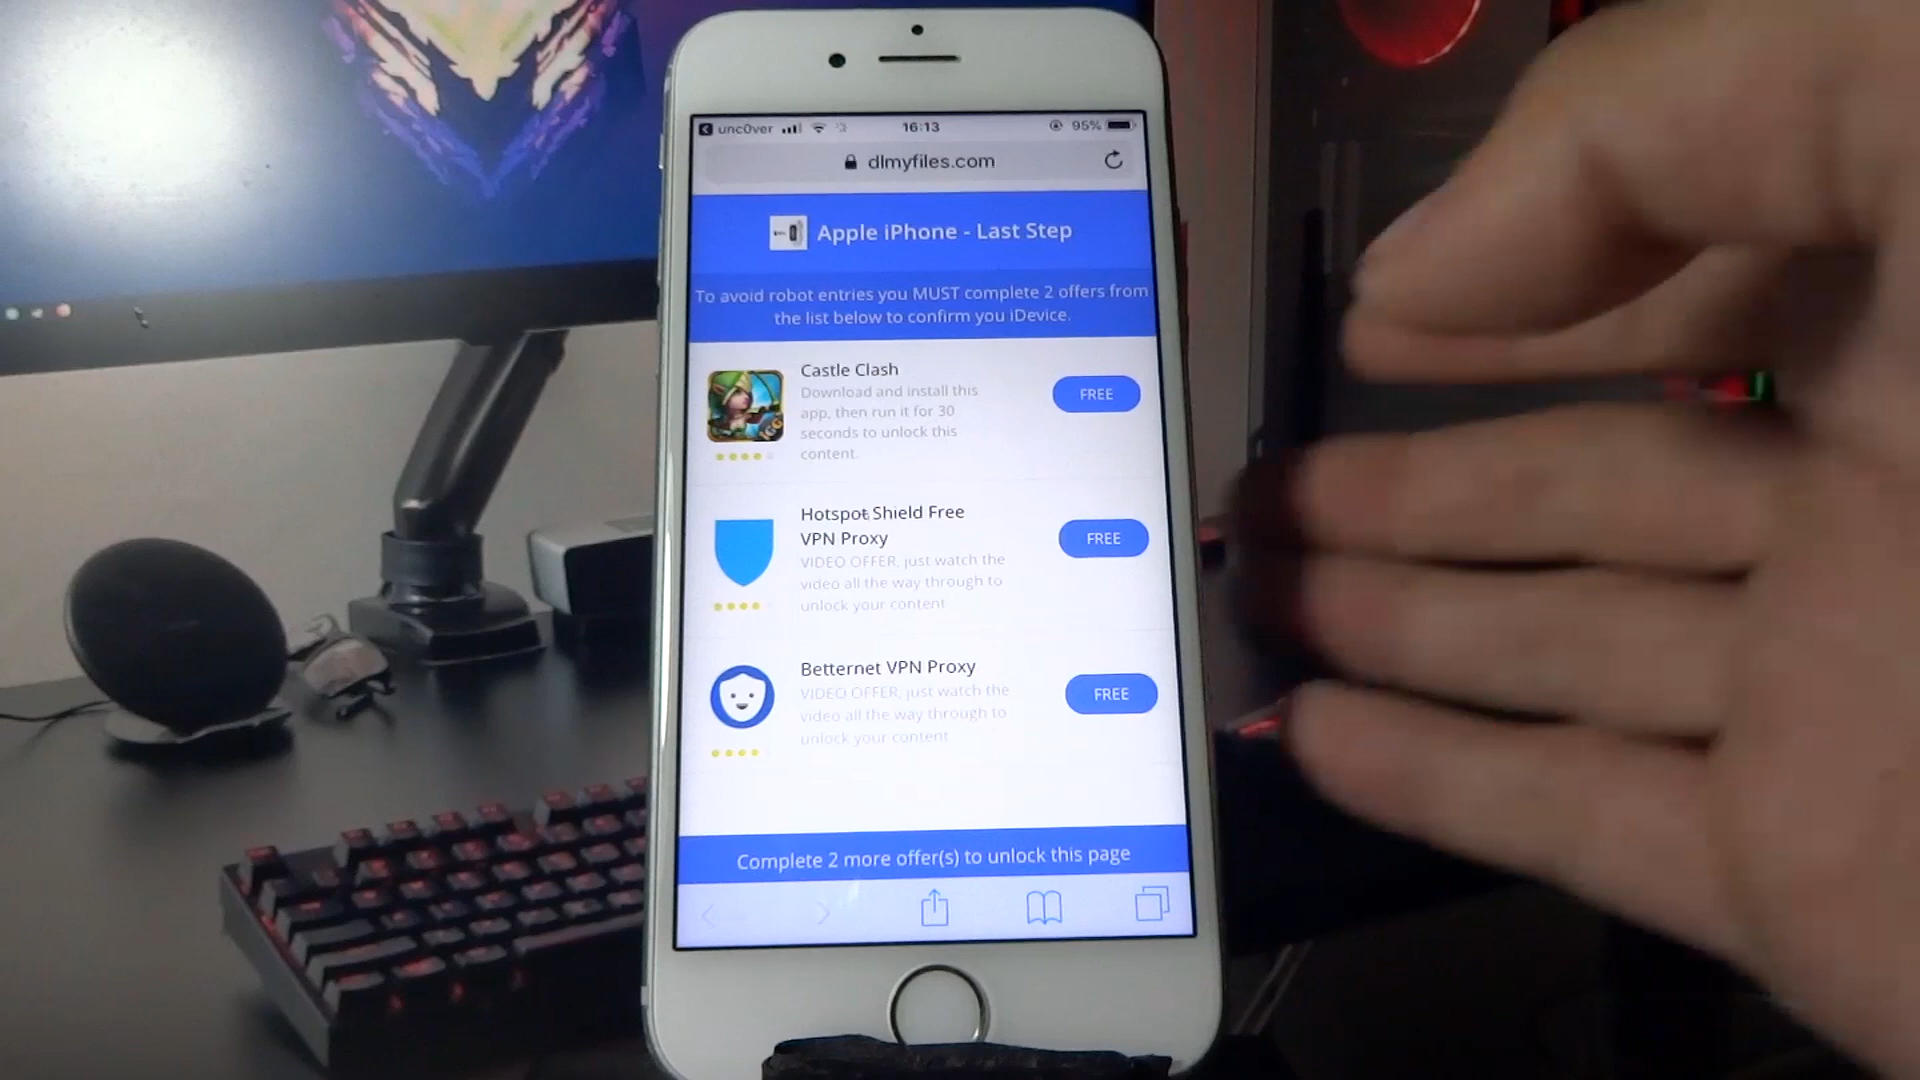 unc0ver 16:13 95%
dlmyfiles.com
Apple iPhone - Last Step
To avoid robot entries you MUST complete 2 offers from
the list below to confirm you iDevice.
Castle Clash
Download and install this
app, then run it for 30
seconds to unlock this
content.
FREE
Hotspot Shield Free
VPN Proxy
VIDEO OFFER, just watch the
video all the way through to
unlock your content
FREE
Betternet VPN Proxy
VIDEO OFFER, just watch the
video all the way through to
unlock your content
FREE
Complete 2 more offer(s) to unlock this page